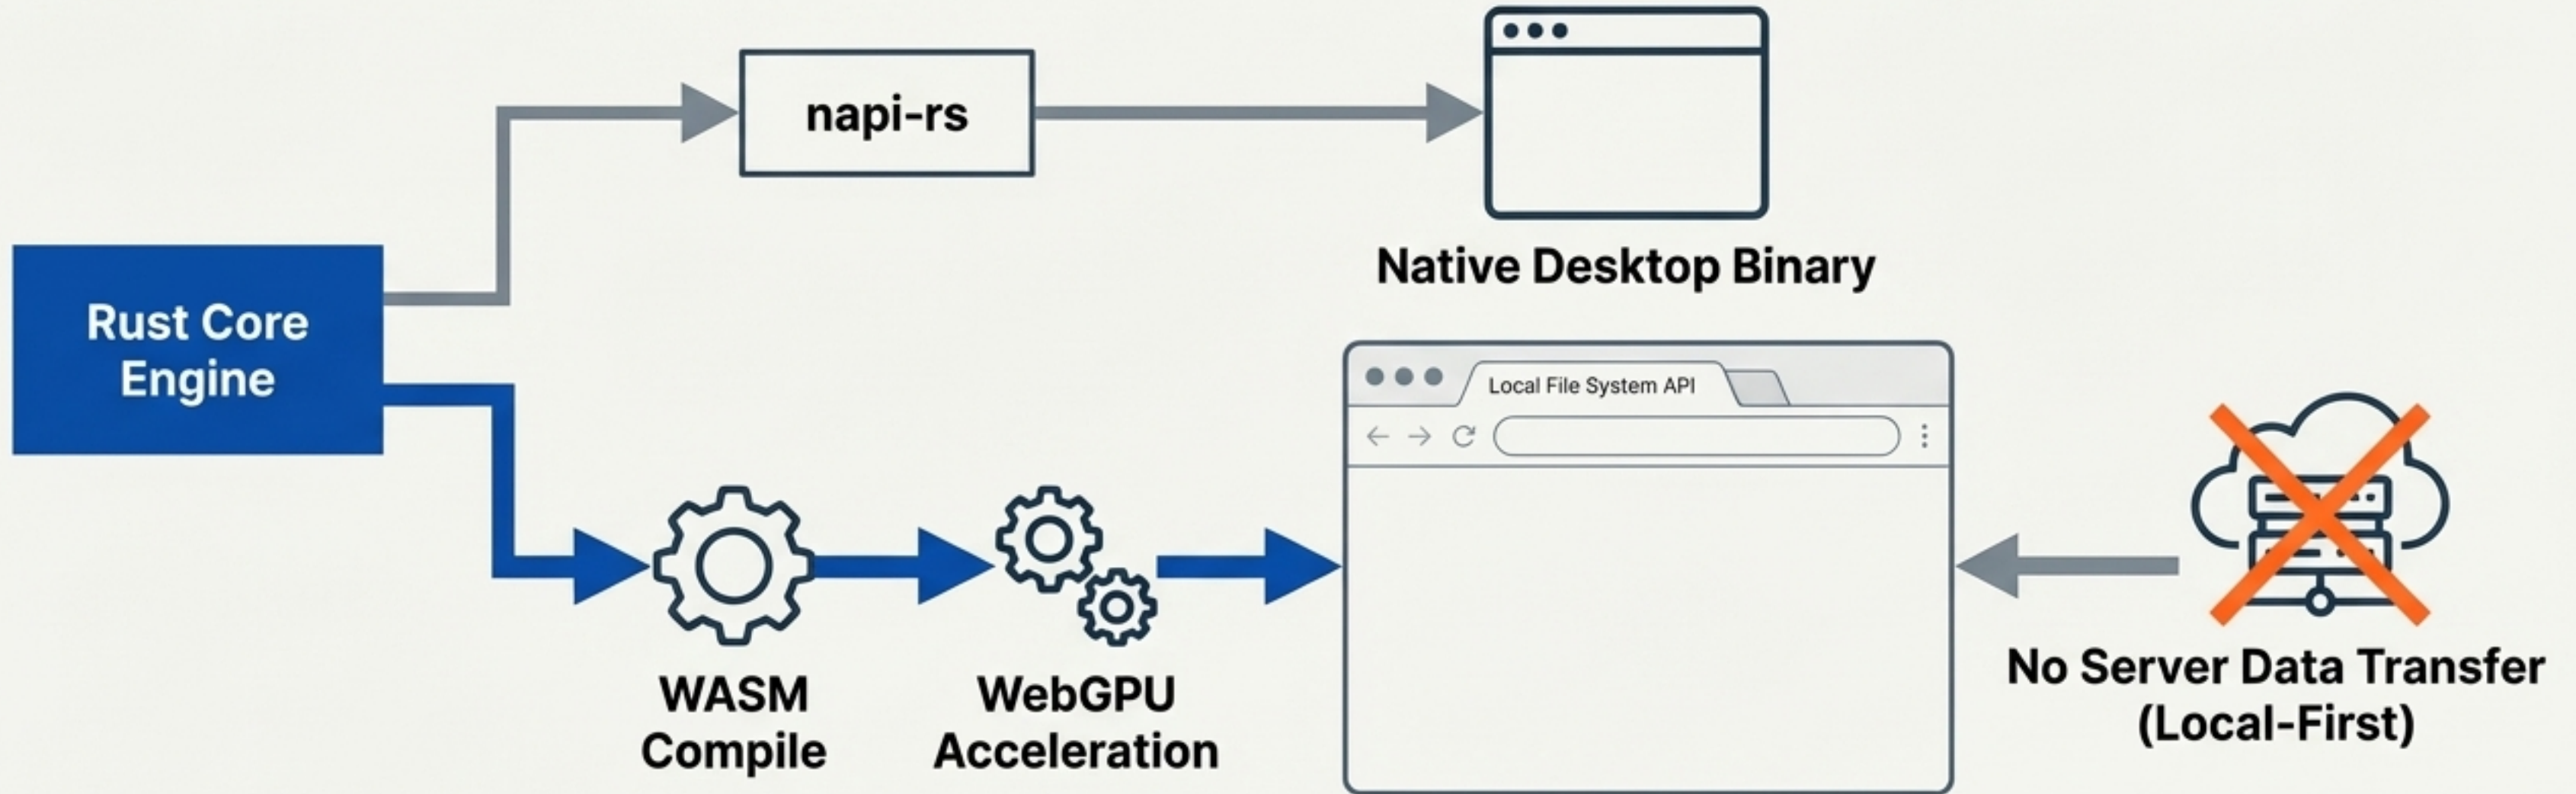 napi-rs
Native Desktop Binary
Rust Core
Engine
Local File System API
WASM
Compile
WebGPU
Acceleration
No Server Data Transfer
(Local-First)